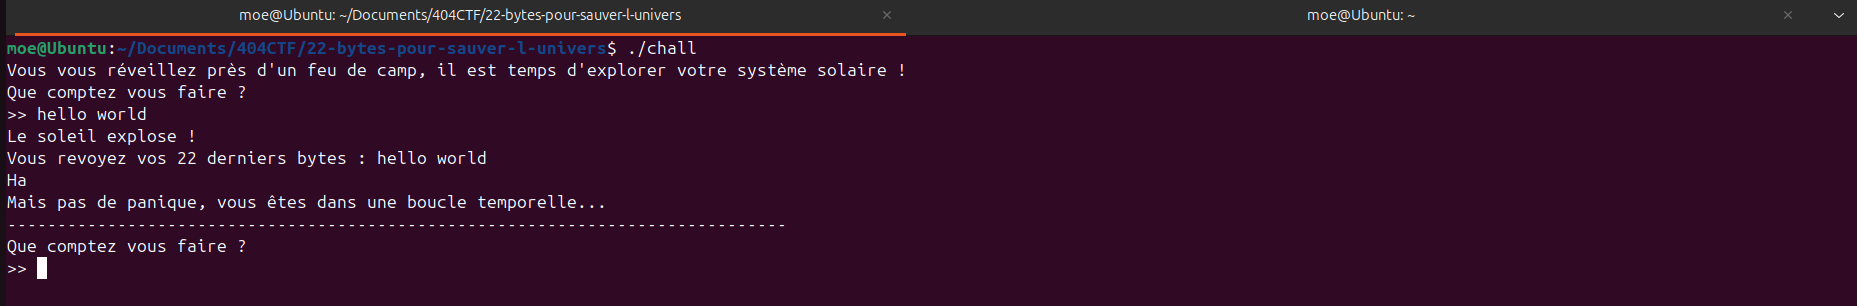 moe@Ubuntu: ~/Documents/404CTF/22-bytes-pour-sauver-l-univers
moe@Ubuntu: ~
moe@Ubuntu:~/Documents/404CTF/22-bytes-pour-sauver-l-univers$ ./chall
Vous vous réveillez près d'un feu de camp, il est temps d'explorer votre système solaire !
Que comptez vous faire ?
>> hello world
Le soleil explose !
Vous revoyez vos 22 derniers bytes : hello world
Ha
Mais pas de panique, vous êtes dans une boucle temporelle...
------------------------------------------------------------------------------
Que comptez vous faire ?
>>